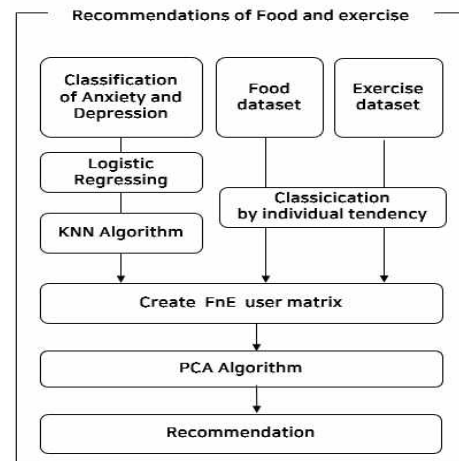 Recommendations of Food and exercise
Classification
of Anxiety and
Depression
Food
dataset
Exercise
dataset
Logistic
Regressing
Classicication
by individual tendency
KNN Algorithm
Create FnE user matrix
PCA Algorithm
Recommendation